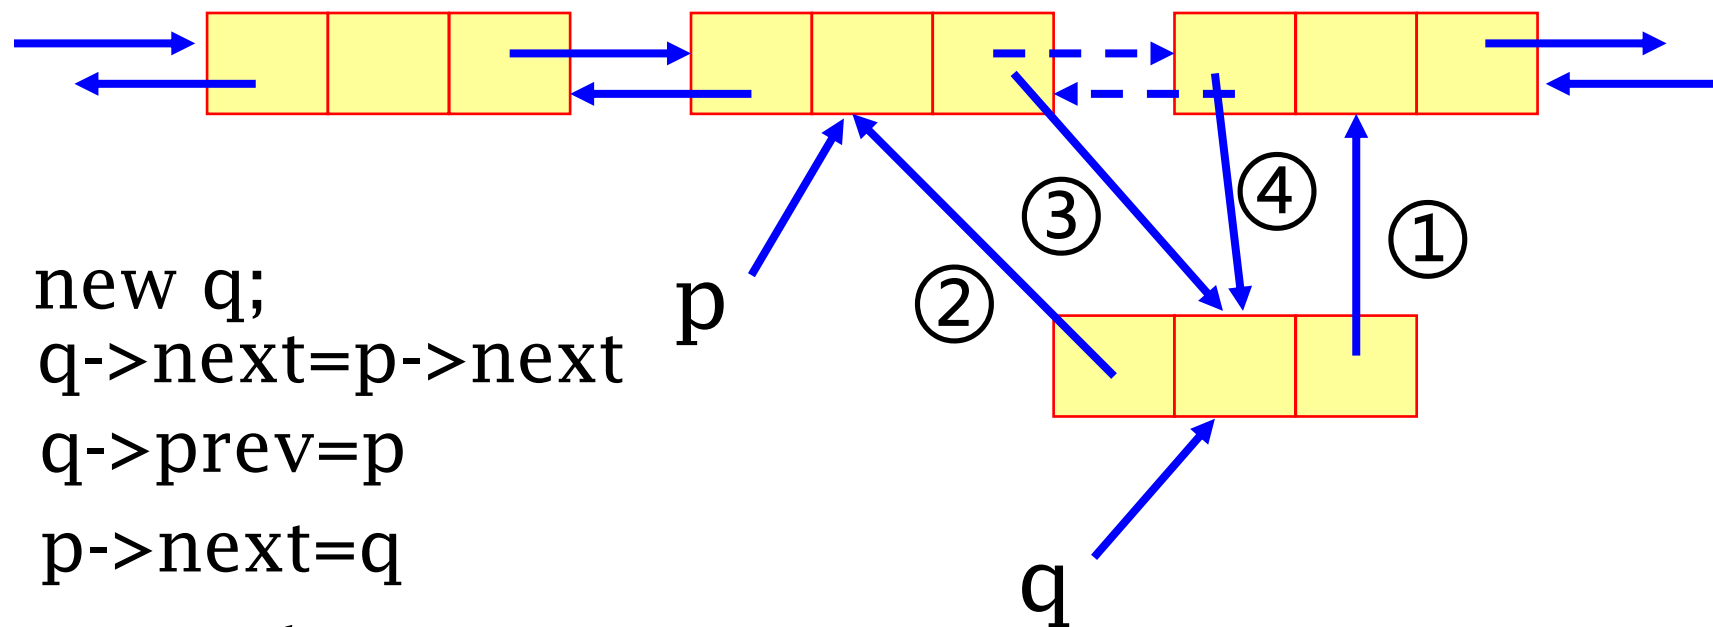 ③
④
①
②
p
new q;
q->next=p->next
q->prev=p
p->next=q
q